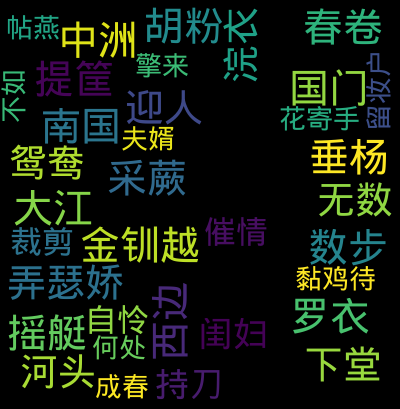 帖燕
中洲
胡粉
浣衣
春卷
擎来
提筐
不如
国门
留妆户
迎人
花寄手
南国
夫婿
鸳鸯
采蕨
垂杨
大江
无数
裁剪
金钏越
催情
数步
黏鸡待
弄瑟娇
西边
罗衣
摇艇
自怜
何处
闺妇
河头
下堂
成春
持刀